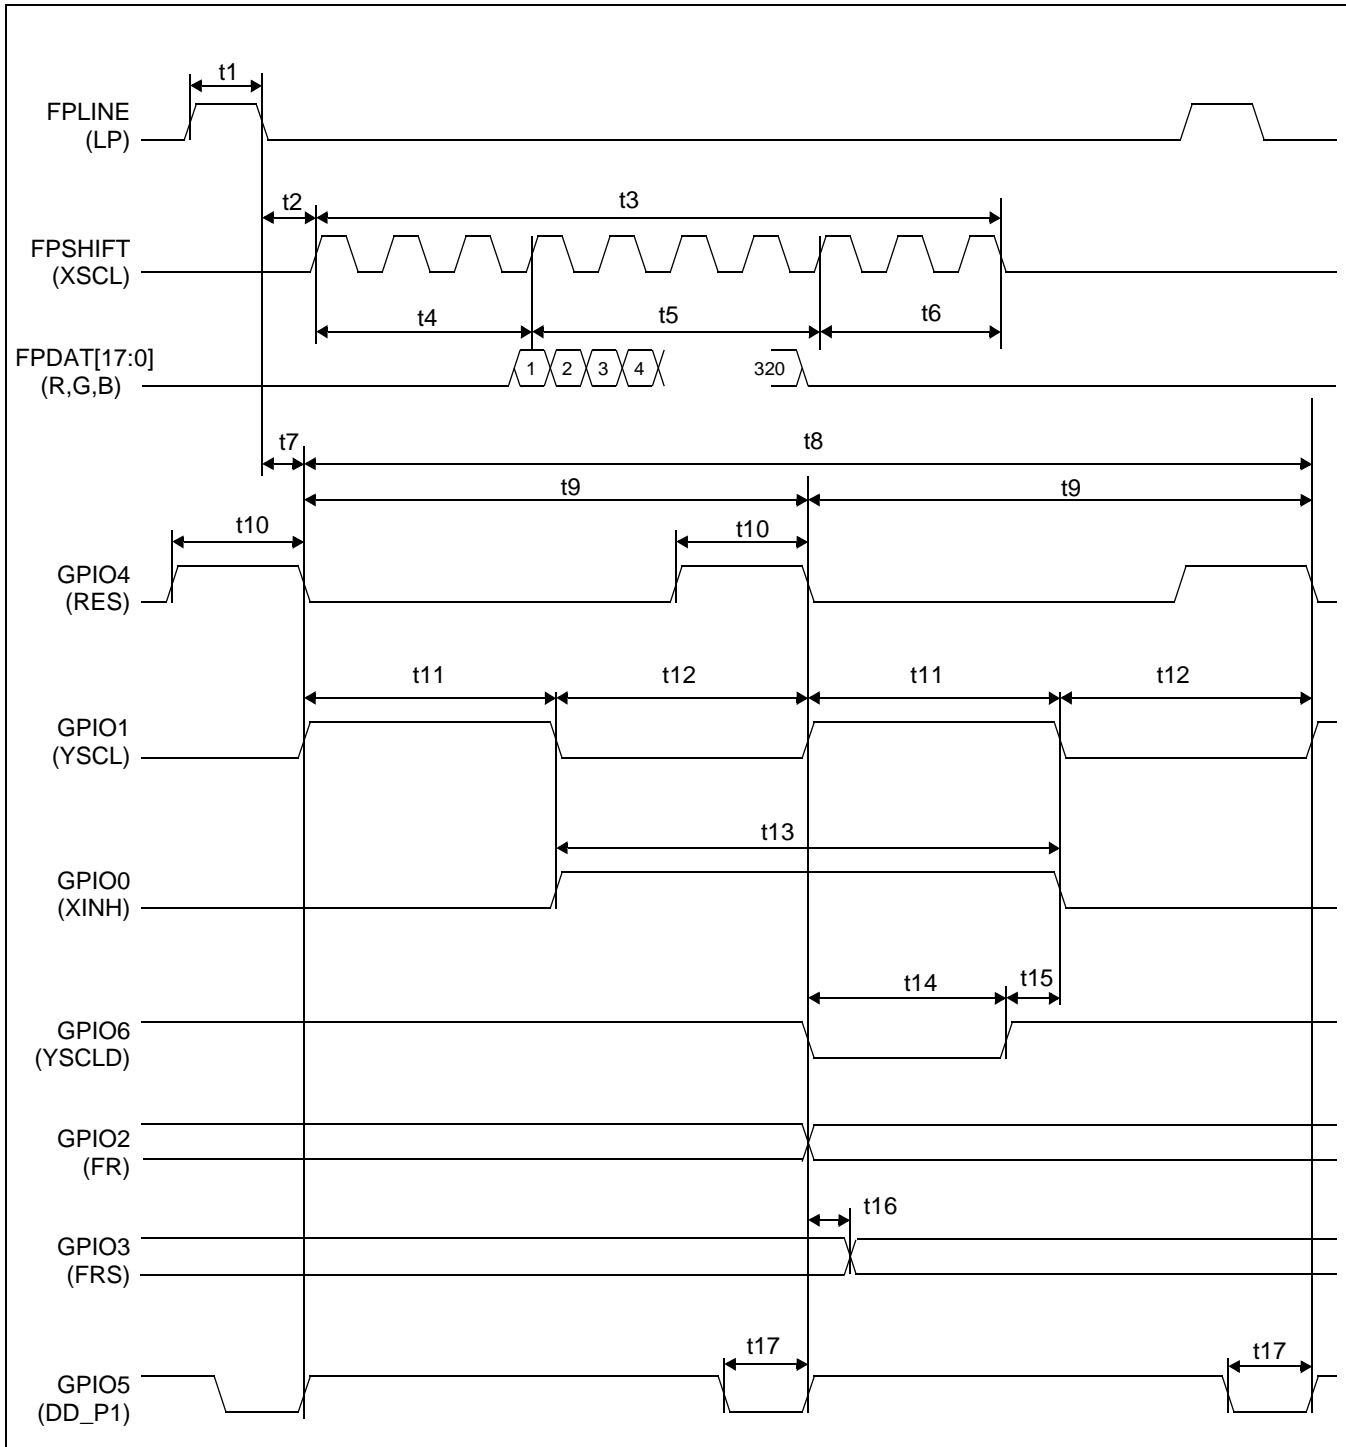 t1
FPLINE
(LP)
t2
t3
FPSHIFT
(XSCL)
t4
t5
t6
FPDAT[17:0]
(R,G,B)
1 2 3 4 320
t7
t8
t9
t9
t10
t10
GPIO4
(RES)
t11
t12
t11
t12
GPIO1
(YSCL)
t13
GPIO0
(XINH)
t14
t15
GPIO6
(YSCLD)
GPIO2
(FR)
t16
GPIO3
(FRS)
t17
t17
GPIO5
(DD_P1)